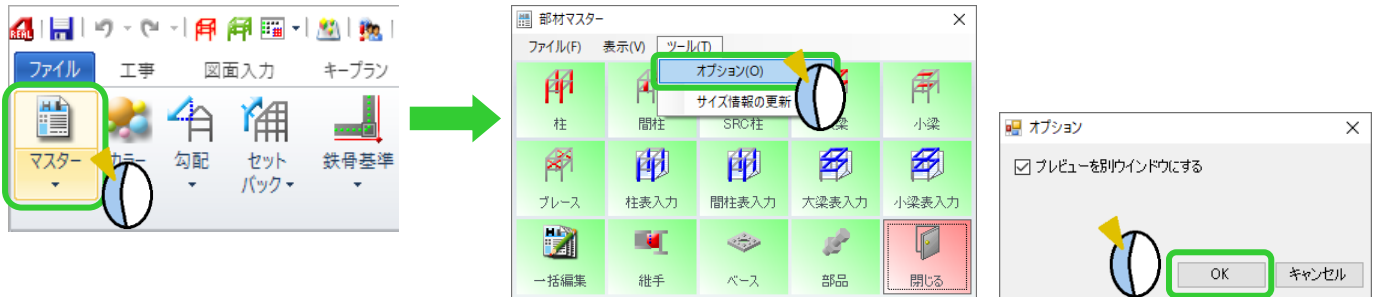 REAL
ファイル 工事 図面入力 キープラン
マスター カラー 勾配 セットバック 鉄骨基準
部材マスター
ファイル(F) 表示(V) ツール(T)
オプション(O)
サイズ情報の更新
柱 間柱 SRC柱 梁 小梁
ブレース 柱表入力 間柱表入力 大梁表入力 小梁表入力
一括編集 継手 ベース 部品 閉じる
オプション
プレビューを別ウインドウにする
OK キャンセル